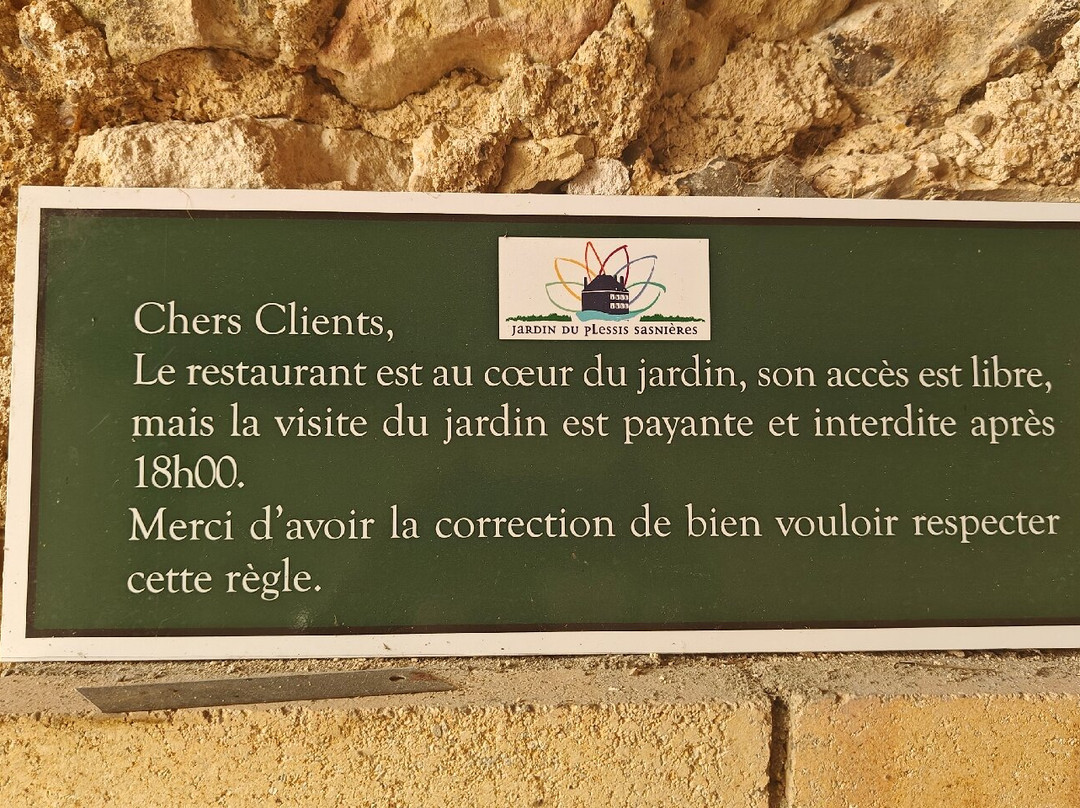 JARDIN DU PLESSIS SASNIÈRES
Chers Clients,
Le restaurant est au cœur du jardin, son accès est libre,
mais la visite du jardin est payante et interdite après
18h00.
Merci d'avoir la correction de bien vouloir respecter
cette règle.